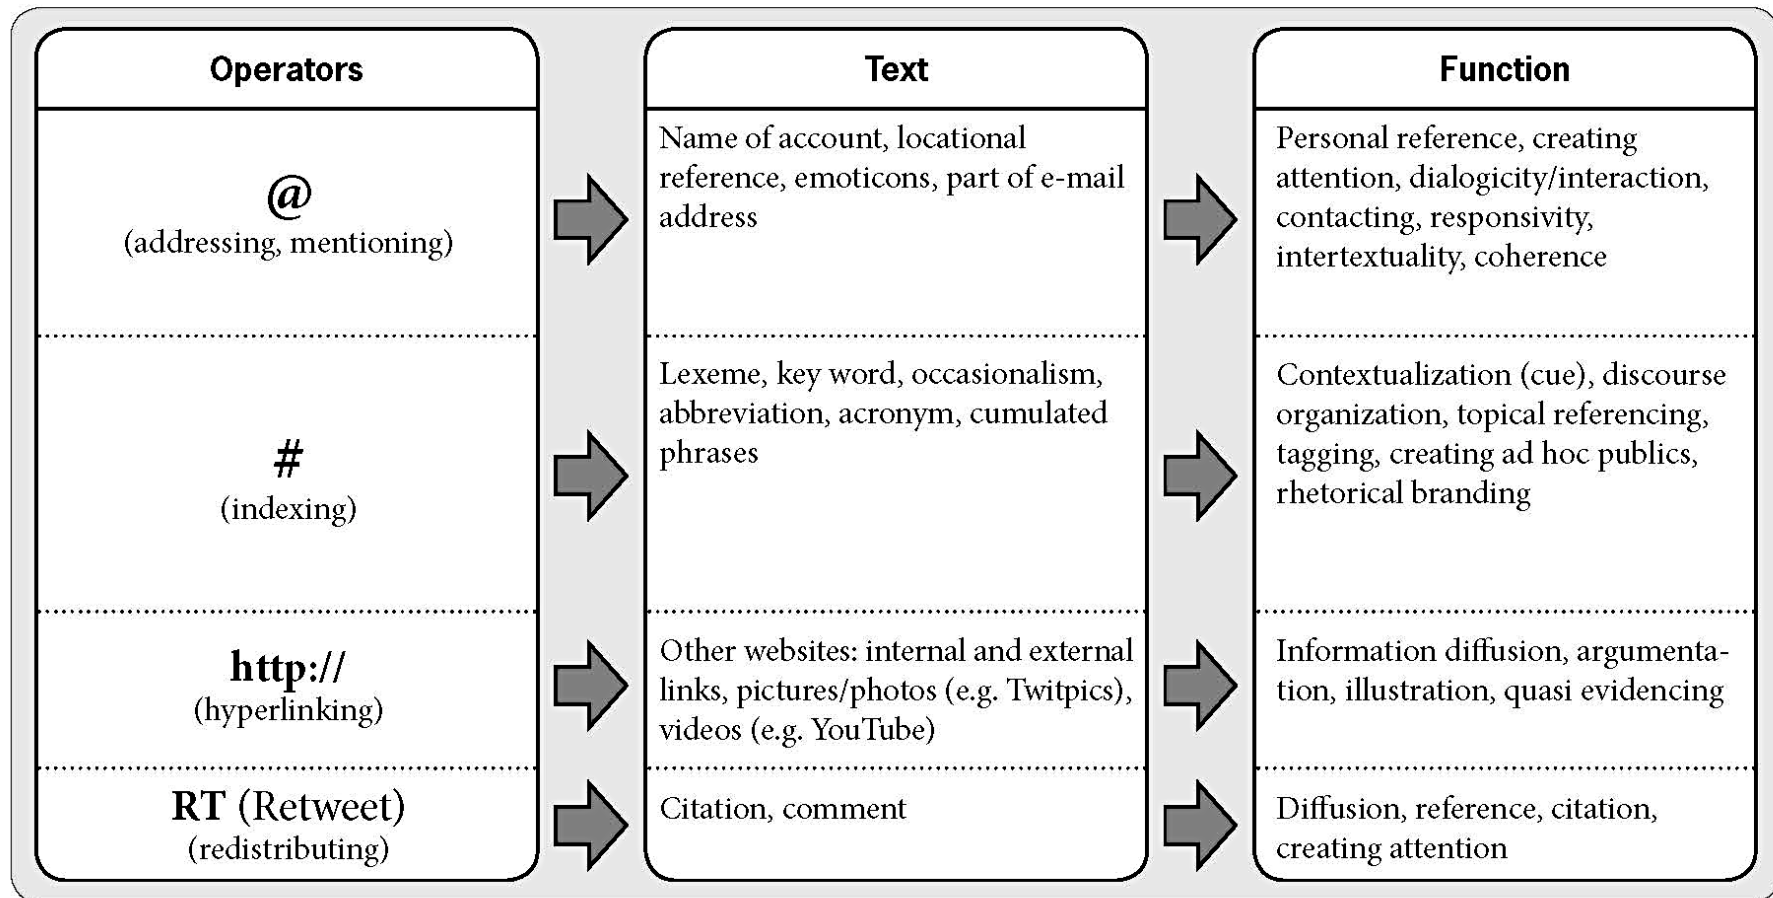 Operators
Text
Function
@
(addressing, mentioning)
Name of account, locational
reference, emoticons, part of e-mail
address
Personal reference, creating
attention, dialogicity/interaction,
contacting, responsivity,
intertextuality, coherence
#
(indexing)
Lexeme, key word, occasionalism,
abbreviation, acronym, cumulated
phrases
Contextualization (cue), discourse
organization, topical referencing,
tagging, creating ad hoc publics,
rhetorical branding
http://
(hyperlinking)
Other websites: internal and external
links, pictures/photos (e.g. Twitpics),
videos (e.g. YouTube)
Information diffusion, argumenta-
tion, illustration, quasi evidencing
RT (Retweet)
(redistributing)
Citation, comment
Diffusion, reference, citation,
creating attention